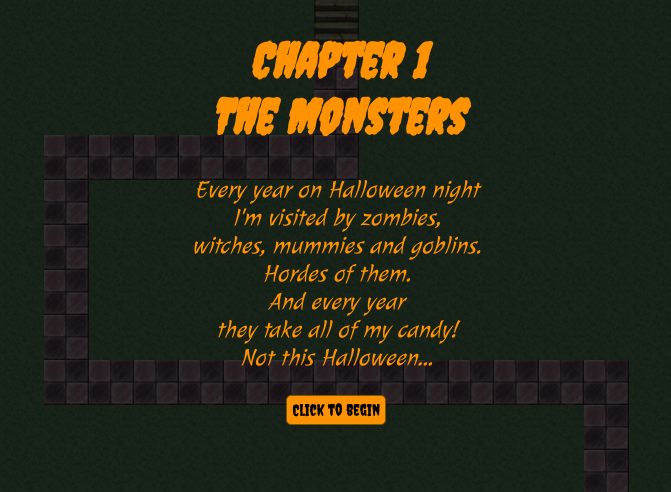 CHAPTER 1
THE MONSTERS
Every year on Halloween night
I'm visited by zombies,
witches, mummies and goblins.
Hordes of them.
And every year
they take all of my candy!
Not this Halloween...
CLICK TO BEGIN